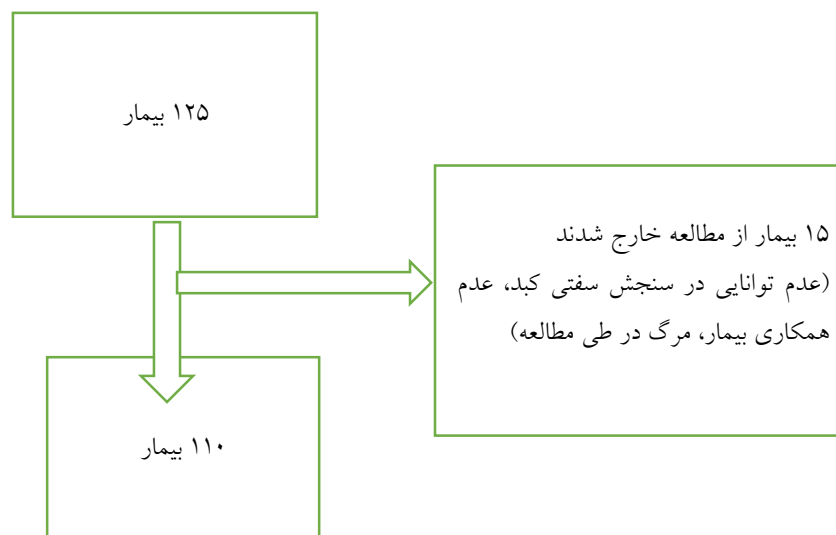 ۱۲۵ بیمار
۱۵ بیمار از مطالعه خارج شدند
(عدم توانایی در سنجش سفتی کبد، عدم
همکاری بیمار، مرگ در طی مطالعه)
۱۱۰ بیمار